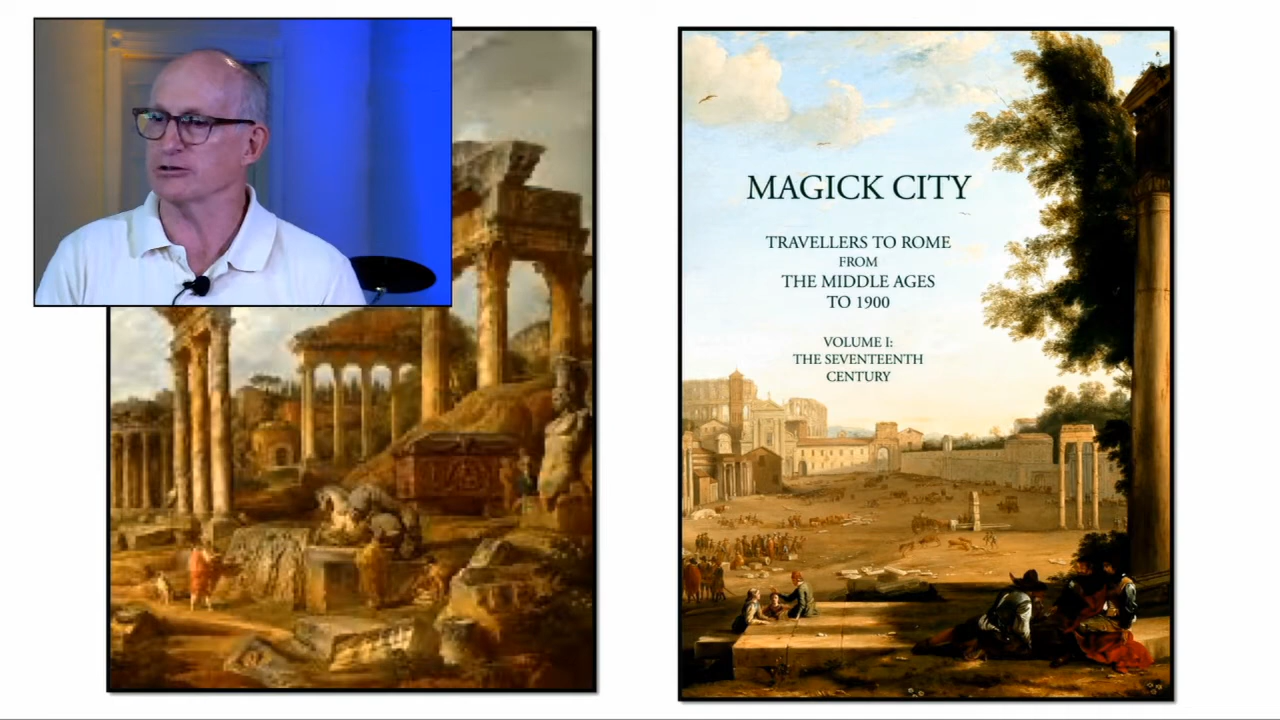 MAGICK CITY
TRAVELLERS TO ROME
FROM
THE MIDDLE AGES
TO 1900
VOLUME I:
THE SEVENTEENTH
CENTURY